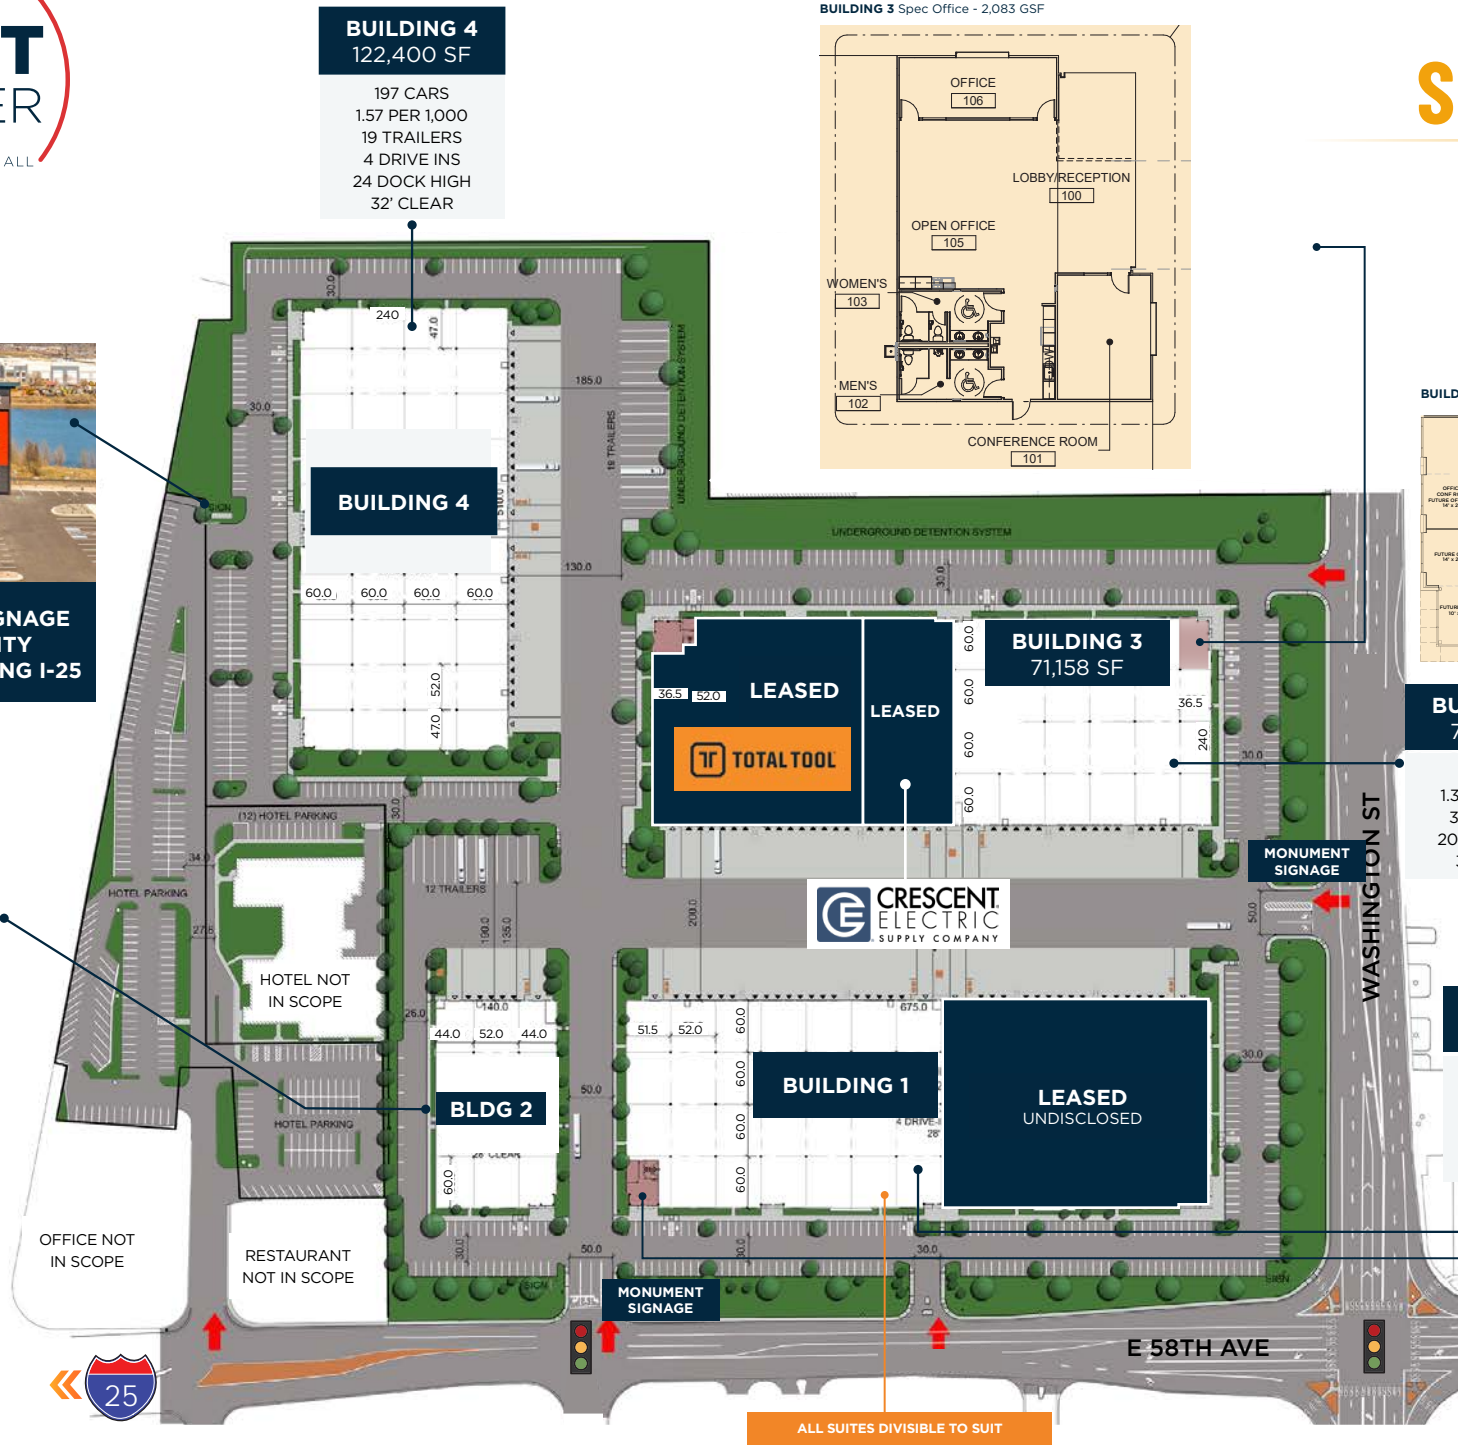 T
ER
ALL
BUILDING 4
122,400 SF
197 CARS
1.57 PER 1,000
19 TRAILERS
4 DRIVE INS
24 DOCK HIGH
32' CLEAR
BUILDING 3 Spec Office - 2,083 GSF
OFFICE
106
LOBBY/RECEPTION
100
OPEN OFFICE
105
WOMEN'S
103
MEN'S
102
CONFERENCE ROOM
101
S
BUILD
GNAGE
ITY
NG I-25
SIGN
30.0
240
47.0
30.0
185.0
19 TRAILERS
UNDERGROUND DETENTION SYSTEM
BUILDING 4
510.0
130.0
60.0
60.0
60.0
60.0
52.0
47.0
UNDERGROUND DETENTION SYSTEM
30.0
LEASED
36.5
52.0
TOTAL TOOL
LEASED
60.0
60.0
60.0
60.0
BUILDING 3
71,158 SF
36.5
240
30.0
BU
7
1.3
3
20
3
MONUMENT
SIGNAGE
WASHINGTON ST
50.0
200.0
CRESCENT
ELECTRIC
SUPPLY COMPANY
(12) HOTEL PARKING
30.0
34.0
HOTEL PARKING
27.5
12 TRAILERS
190.0
135.0
HOTEL NOT
IN SCOPE
26.0
140.0
44.0
52.0
44.0
BLDG 2
28' CLEAR
60.0
HOTEL PARKING
50.0
51.5
52.0
60.0
60.0
60.0
60.0
675.0
BUILDING 1
4 DRIVE-I
28'
LEASED
UNDISCLOSED
30.0
OFFICE NOT
IN SCOPE
RESTAURANT
NOT IN SCOPE
30.0
50.0
30.0
30.0
SIGN
SIGN
MONUMENT
SIGNAGE
E 58TH AVE
25
ALL SUITES DIVISIBLE TO SUIT